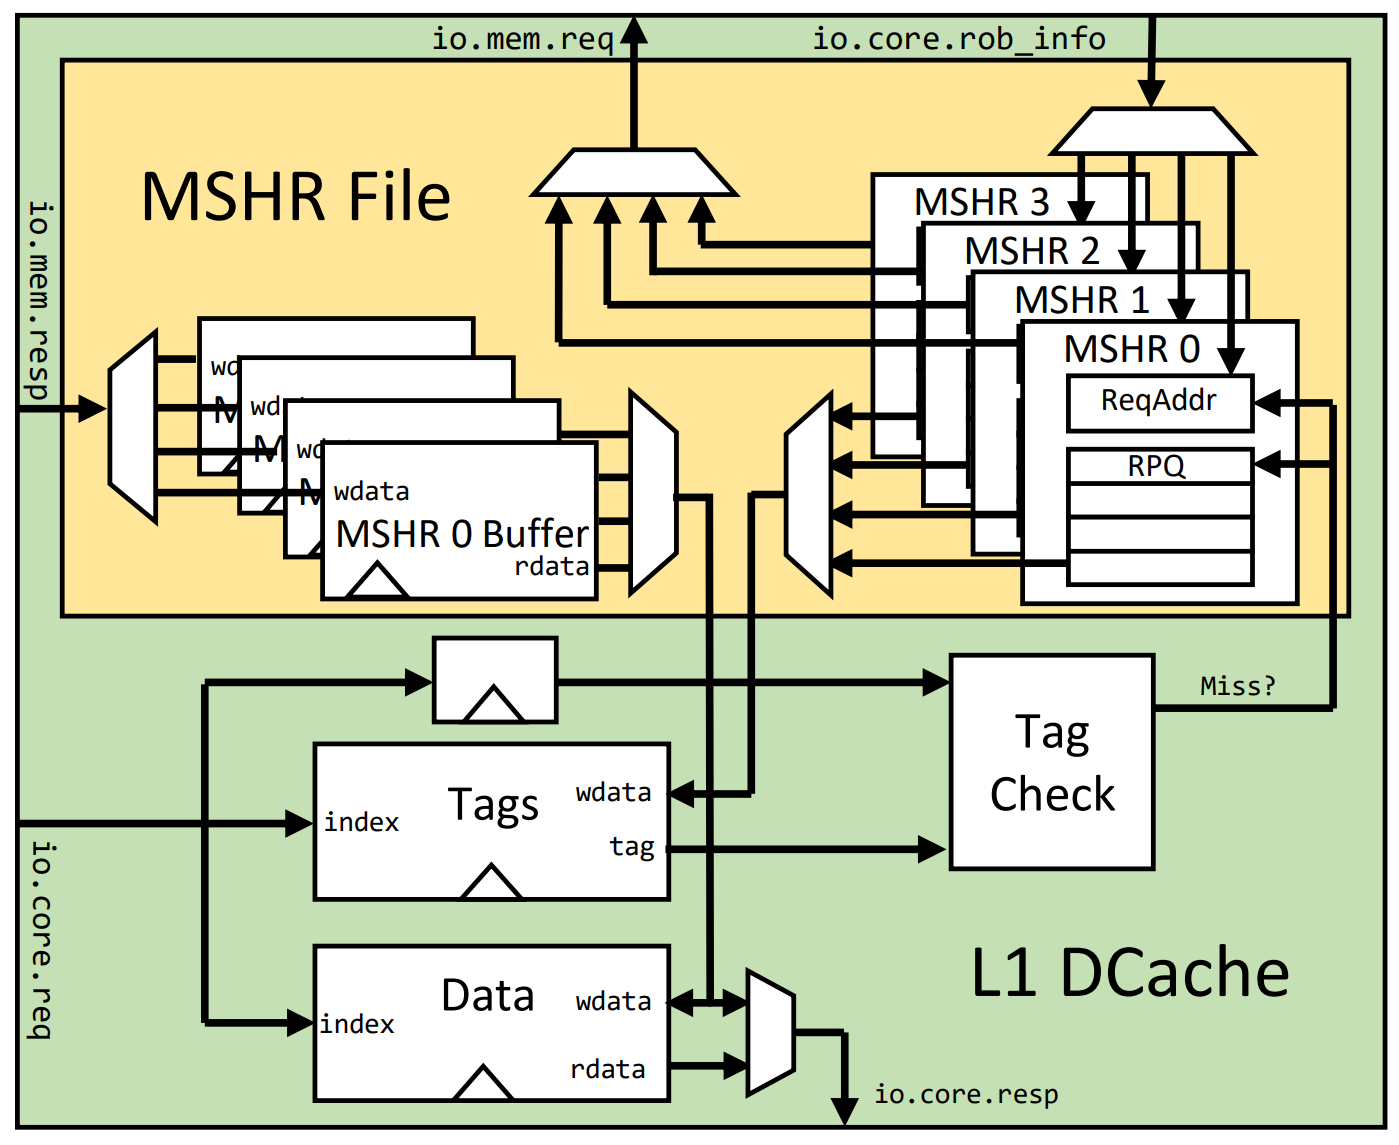 io.mem.req
io.core.rob_info
MSHR File
io.mem.resp
MSHR 3
MSHR 2
MSHR 1
MSHR 0
ReqAddr
RPQ
wd
wd
wdata
MSHR 0 Buffer
rdata
Miss?
Tag
Check
Tags
wdata
index
tag
io.core.req
Data
wdata
index
rdata
L1 DCache
io.core.resp